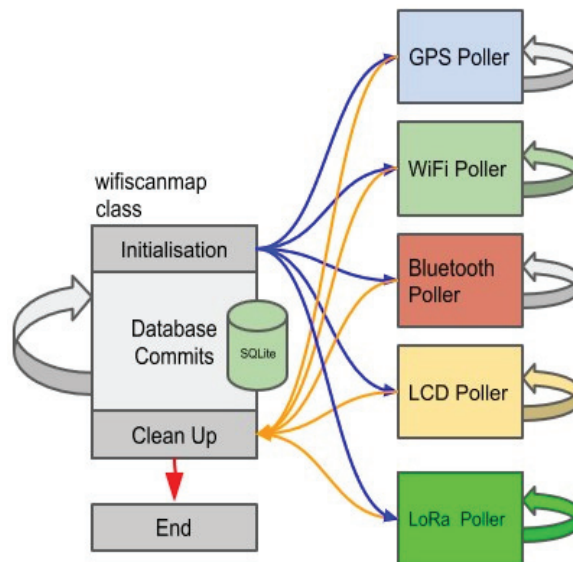 GPS Poller
WiFi Poller
wifiscanmap
class
Initialisation
Bluetooth
Poller
Database
Commits
SQLite
LCD Poller
Clean Up
End
LoRa Poller